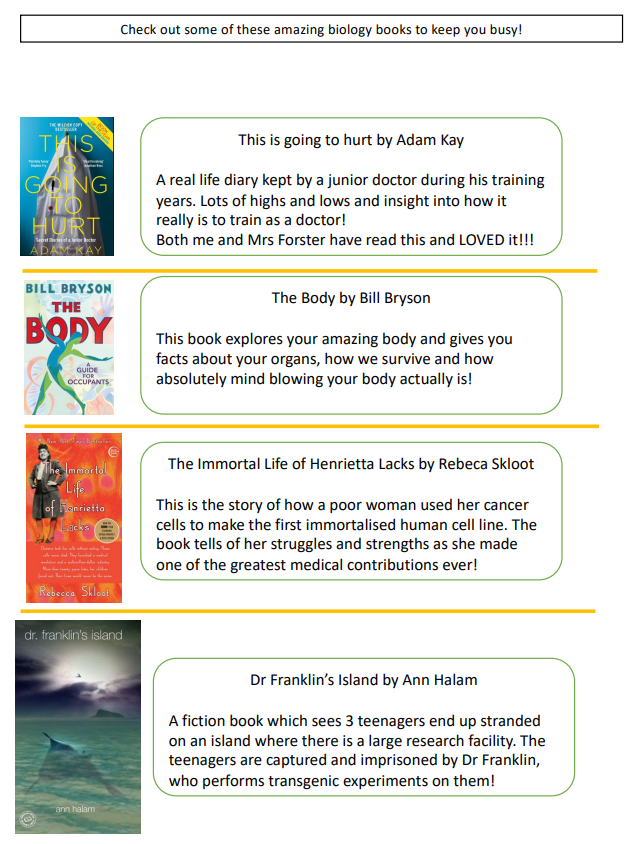 Check out some of these amazing biology books to keep you busy!
THIS
IS
GOING
TO
HURT
Secret Diaries of a Junior Doctor
ADAM KAY
This is going to hurt by Adam Kay
A real life diary kept by a junior doctor during his training
years. Lots of highs and lows and insight into how it
really is to train as a doctor!
Both me and Mrs Forster have read this and LOVED it!!!
BILL BRYSON
THE
BODY
A
GUIDE
FOR
OCCUPANTS
The Body by Bill Bryson
This book explores your amazing body and gives you
facts about your organs, how we survive and how
absolutely mind blowing your body actually is!
The Immortal
Life
of Henrietta
Lacks
Rebecca Skloot
The Immortal Life of Henrietta Lacks by Rebeca Skloot
This is the story of how a poor woman used her cancer
cells to make the first immortalised human cell line. The
book tells of her struggles and strengths as she made
one of the greatest medical contributions ever!
dr. franklin's island
ann halam
Dr Franklin's Island by Ann Halam
A fiction book which sees 3 teenagers end up stranded
on an island where there is a large research facility. The
teenagers are captured and imprisoned by Dr Franklin,
who performs transgenic experiments on them!